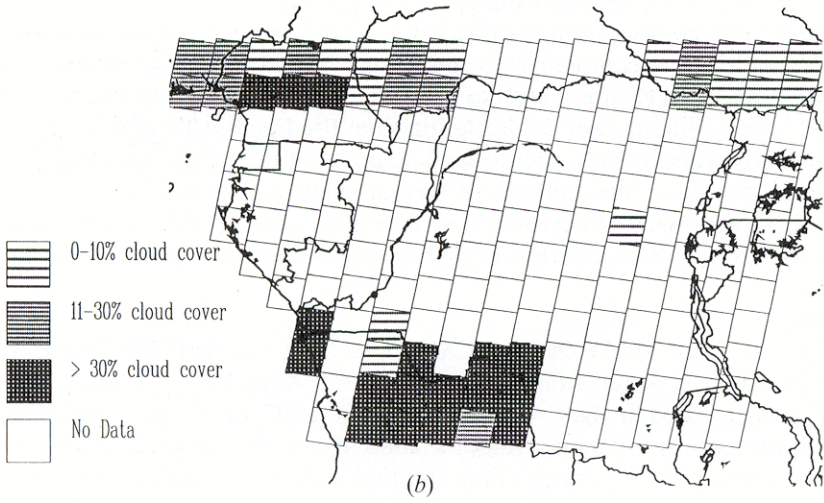 0-10% cloud cover
11-30% cloud cover
> 30% cloud cover
No Data
(b)